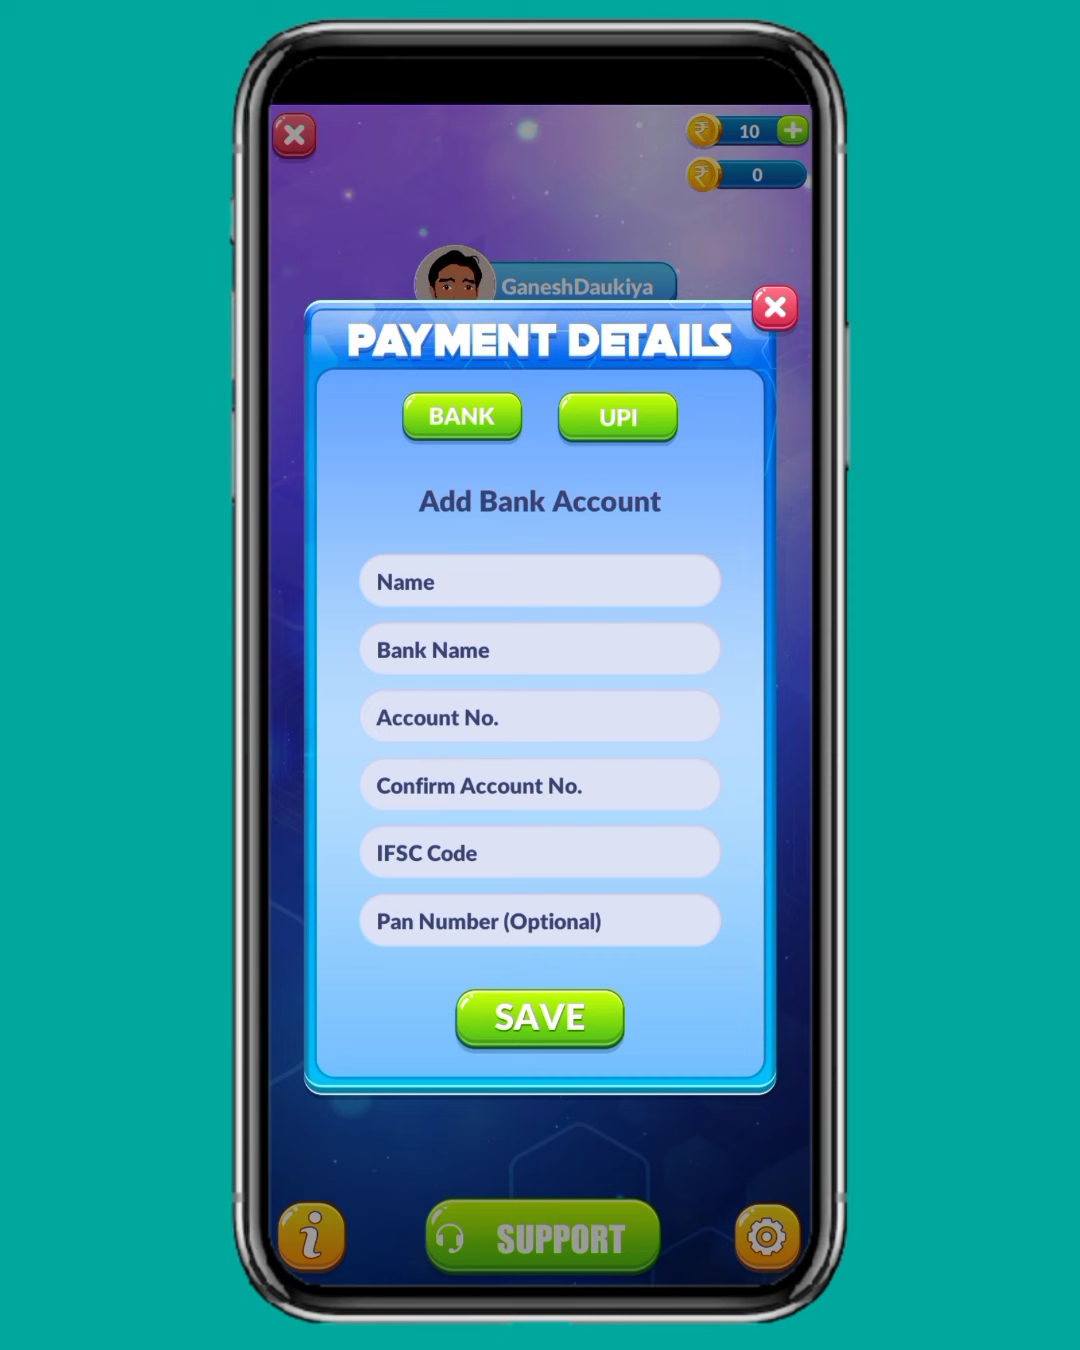 10
0
GaneshDaukiya
PAYMENT DETAILS
BANK
UPI
Add Bank Account
Name
Bank Name
Account No.
Confirm Account No.
IFSC Code
Pan Number (Optional)
SAVE
i
SUPPORT